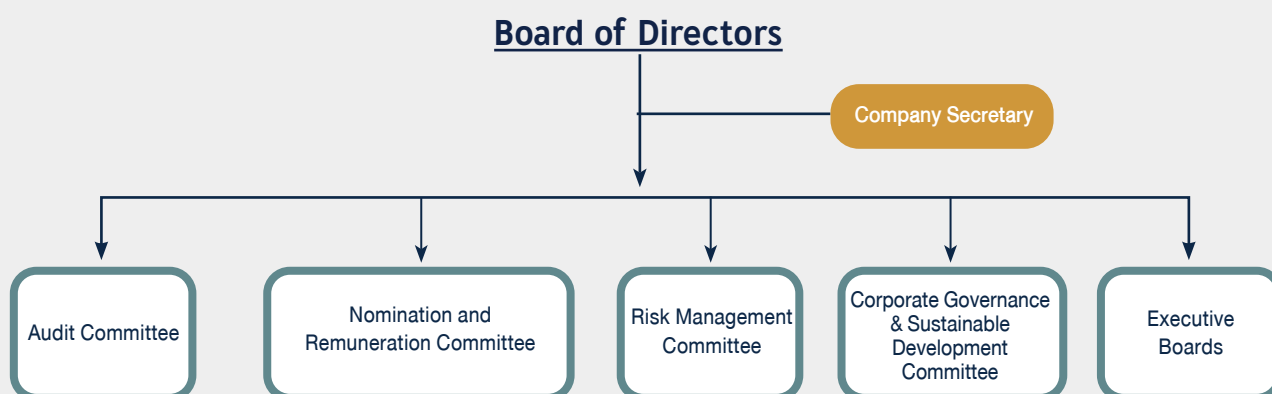 Board of Directors
Company Secretary
Audit Committee
Nomination and
Remuneration Committee
Risk Management
Committee
Corporate Governance
& Sustainable
Development
Committee
Executive
Boards